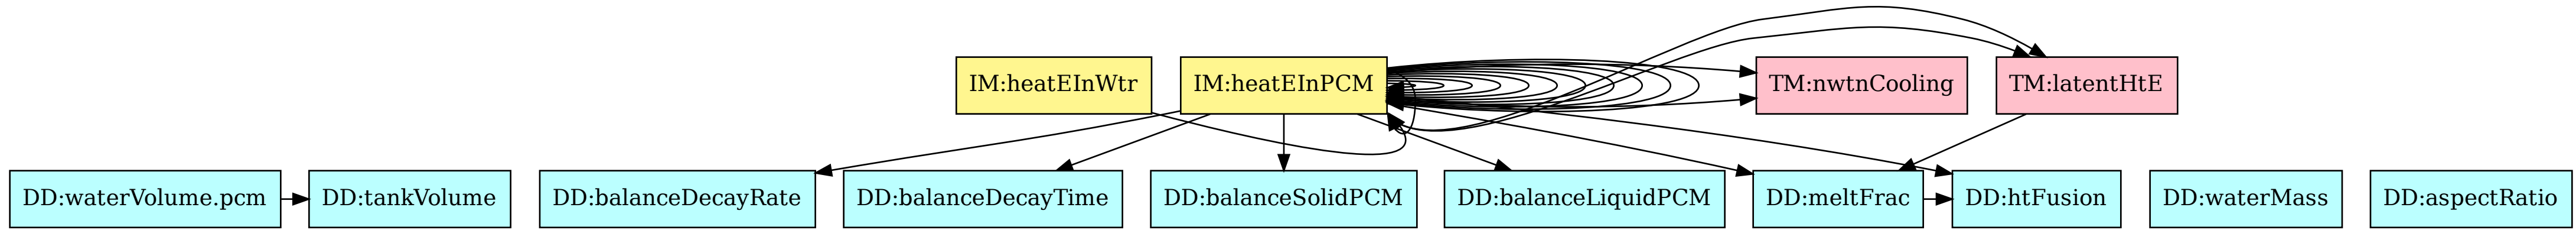 IM:heatEInWtr
IM:heatEInPCM
TM:nwtnCooling
TM:latentHtE
DD:waterVolume.pcm
DD:tankVolume
DD:balanceDecayRate
DD:balanceDecayTime
DD:balanceSolidPCM
DD:balanceLiquidPCM
DD:meltFrac
DD:htFusion
DD:waterMass
DD:aspectRatio